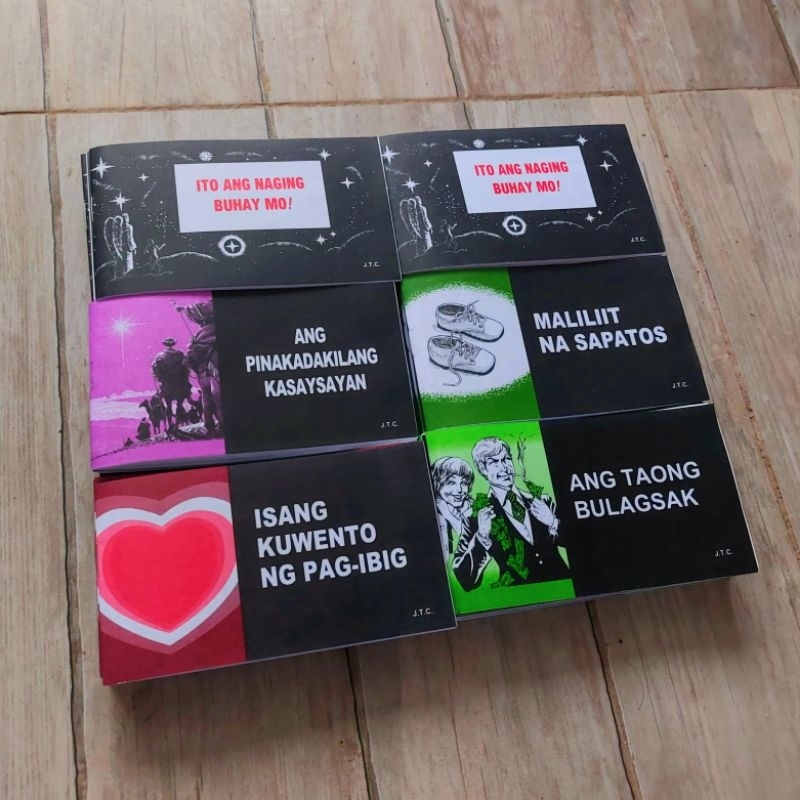 ITO ANG NAGING
BUHAY MO!
J.T.C.
ITO ANG NAGING
BUHAY MO!
J.T.C.
ANG
PINAKADAKILANG
KASAYSAYAN
J.T.C.
MALILIIT
NA SAPATOS
J.T.C.
ISANG
KUWENTO
NG PAG-IBIG
J.T.C.
ANG TAONG
BULAGSAK
J.T.C.